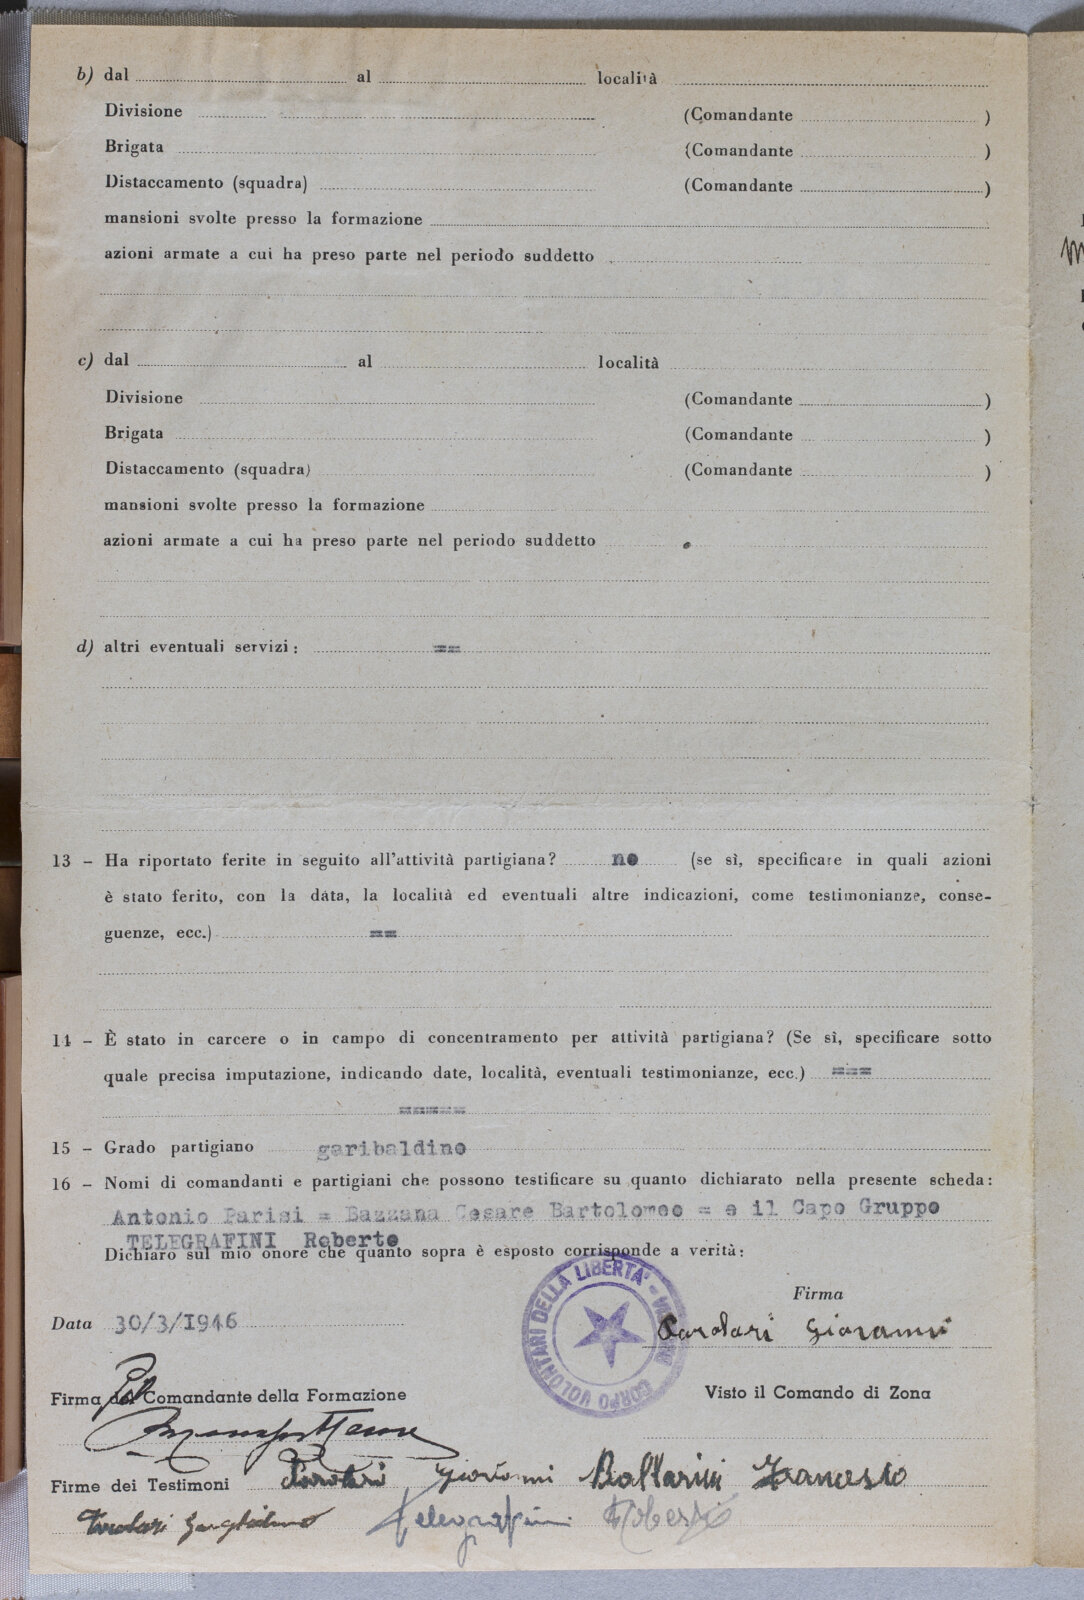 b) dal al località
Divisione (Comandante )
Brigata (Comandante )
Distaccamento (squadra) (Comandante )
mansioni svolte presso la formazione
azioni armate a cui ha preso parte nel periodo suddetto
c) dal al località
Divisione (Comandante )
Brigata (Comandante )
Distaccamento (squadra) (Comandante )
mansioni svolte presso la formazione
azioni armate a cui ha preso parte nel periodo suddetto
d) altri eventuali servizi: ==
13 – Ha riportato ferite in seguito all'attività partigiana? no (se sì, specificare in quali azioni
è stato ferito, con la data, la località ed eventuali altre indicazioni, come testimonianze, conse-
guenze, ecc.) ==
14 – È stato in carcere o in campo di concentramento per attività partigiana? (Se sì, specificare sotto
quale precisa imputazione, indicando date, località, eventuali testimonianze, ecc.) ===
=====
15 – Grado partigiano garibaldino
16 – Nomi di comandanti e partigiani che possono testificare su quanto dichiarato nella presente scheda:
Antonio Parisi = Bazzana Cesare Bartolomeo = e il Capo Gruppo
TELEGRAFINI Roberto
Dichiaro sul mio onore che quanto sopra è esposto corrisponde a verità:
CORPO VOLONTARI DELLA LIBERTA' -
Firma
Data 30/3/1946
Parolari Giovanni
Firma del Comandante della Formazione Visto il Comando di Zona
Firme dei Testimoni Parolari Giovanni Ballarini Francesco
Parolari Telegrafini Roberto